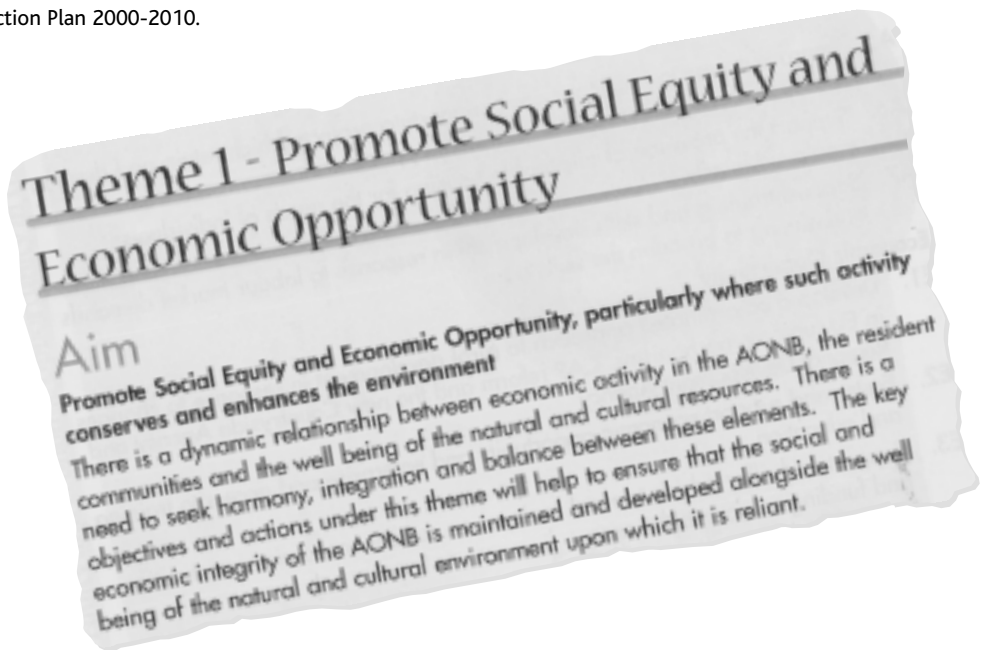 ction Plan 2000-2010.
Theme 1 - Promote Social Equity and
Economic Opportunity
Aim
Promote Social Equity and Economic Opportunity, particularly where such activity
conserves and enhances the environment
There is a dynamic relationship between economic activity in the AONB, the resident
communities and the well being of the natural and cultural resources. There is a
need to seek harmony, integration and balance between these elements. The key
objectives and actions under this theme will help to ensure that the social and
economic integrity of the AONB is maintained and developed alongside the well
being of the natural and cultural environment upon which it is reliant.